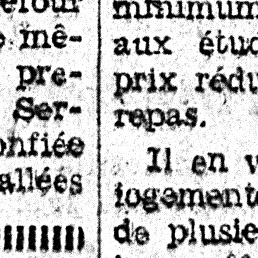 etour
e mê-
pre-
Ser-
onfiée
allées
minimum
aux étud
prix rédu
repas.
Il en v
logements
de plusie